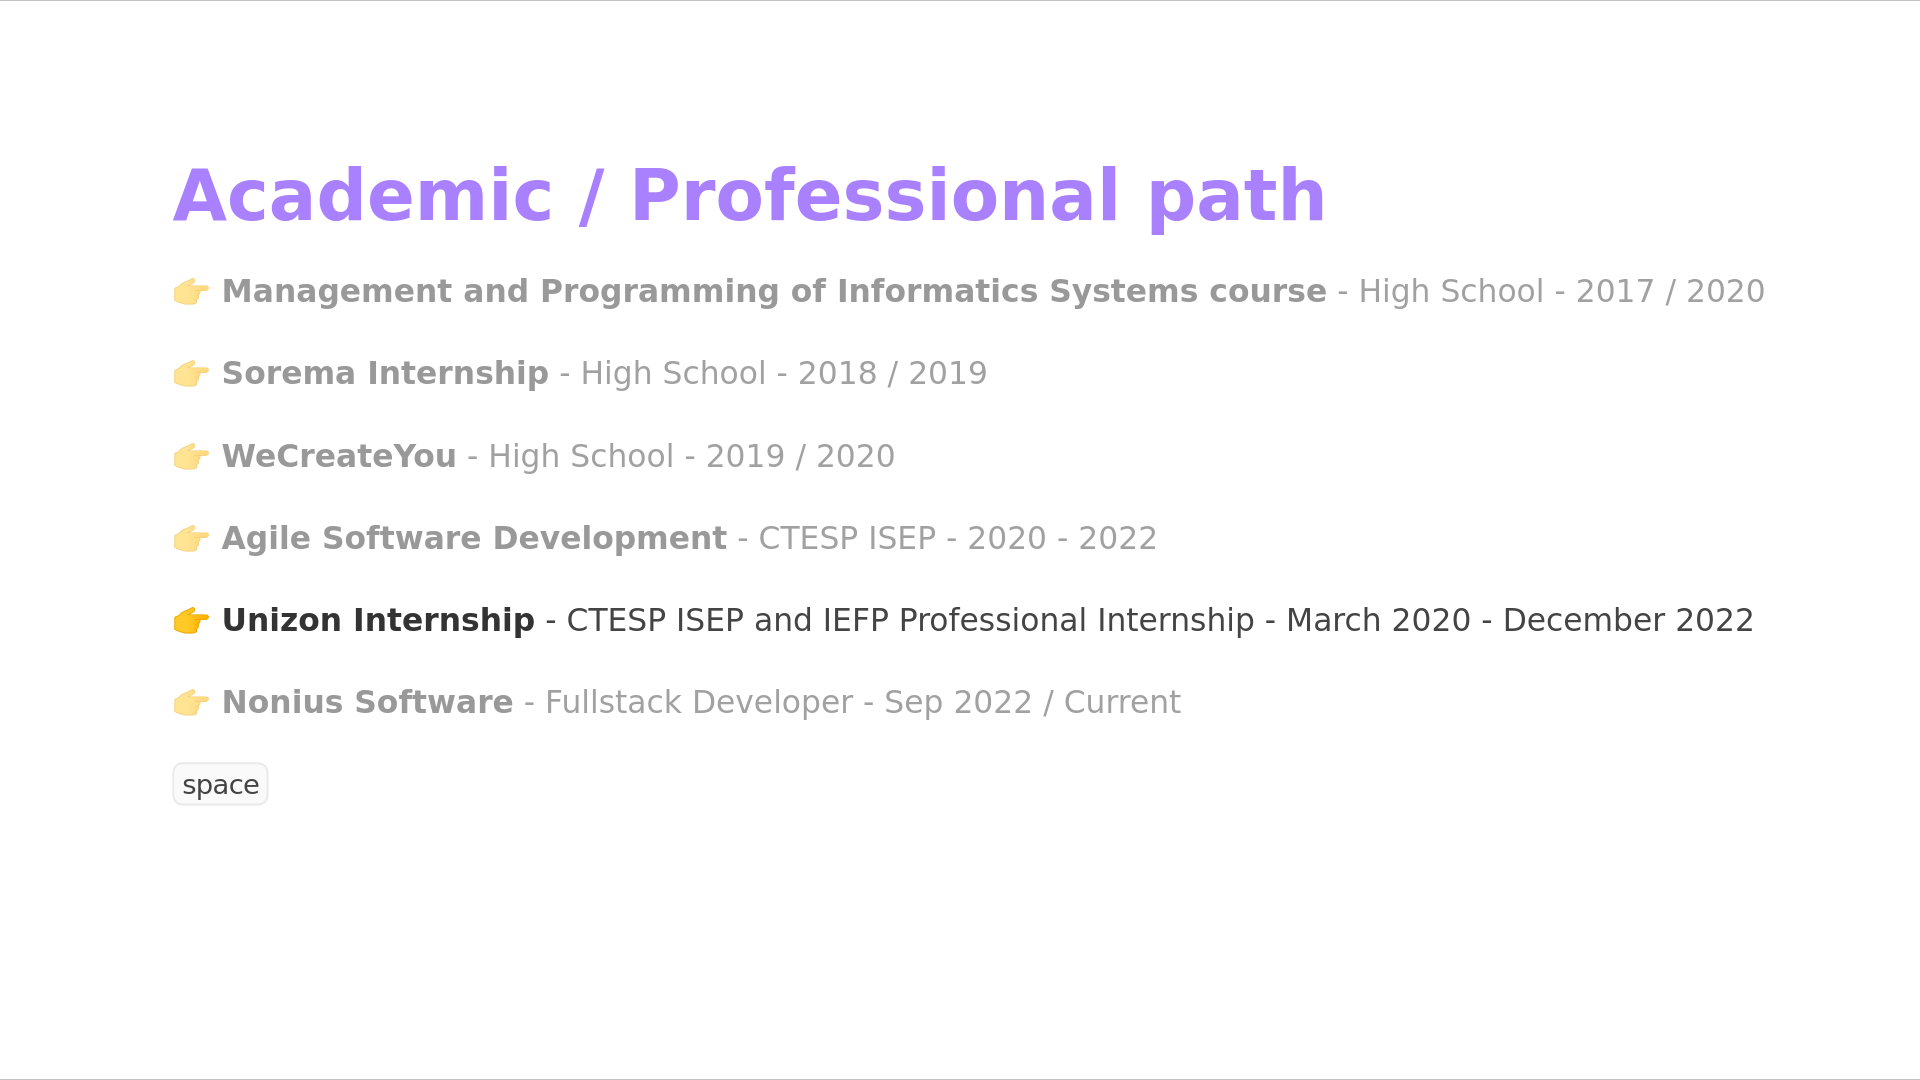 Academic / Professional path
👉 Management and Programming of Informatics Systems course - High School - 2017 / 2020
👉 Sorema Internship - High School - 2018 / 2019
👉 WeCreateYou - High School - 2019 / 2020
👉 Agile Software Development - CTESP ISEP - 2020 - 2022
👉 Unizon Internship - CTESP ISEP and IEFP Professional Internship - March 2020 - December 2022
👉 Nonius Software - Fullstack Developer - Sep 2022 / Current
space